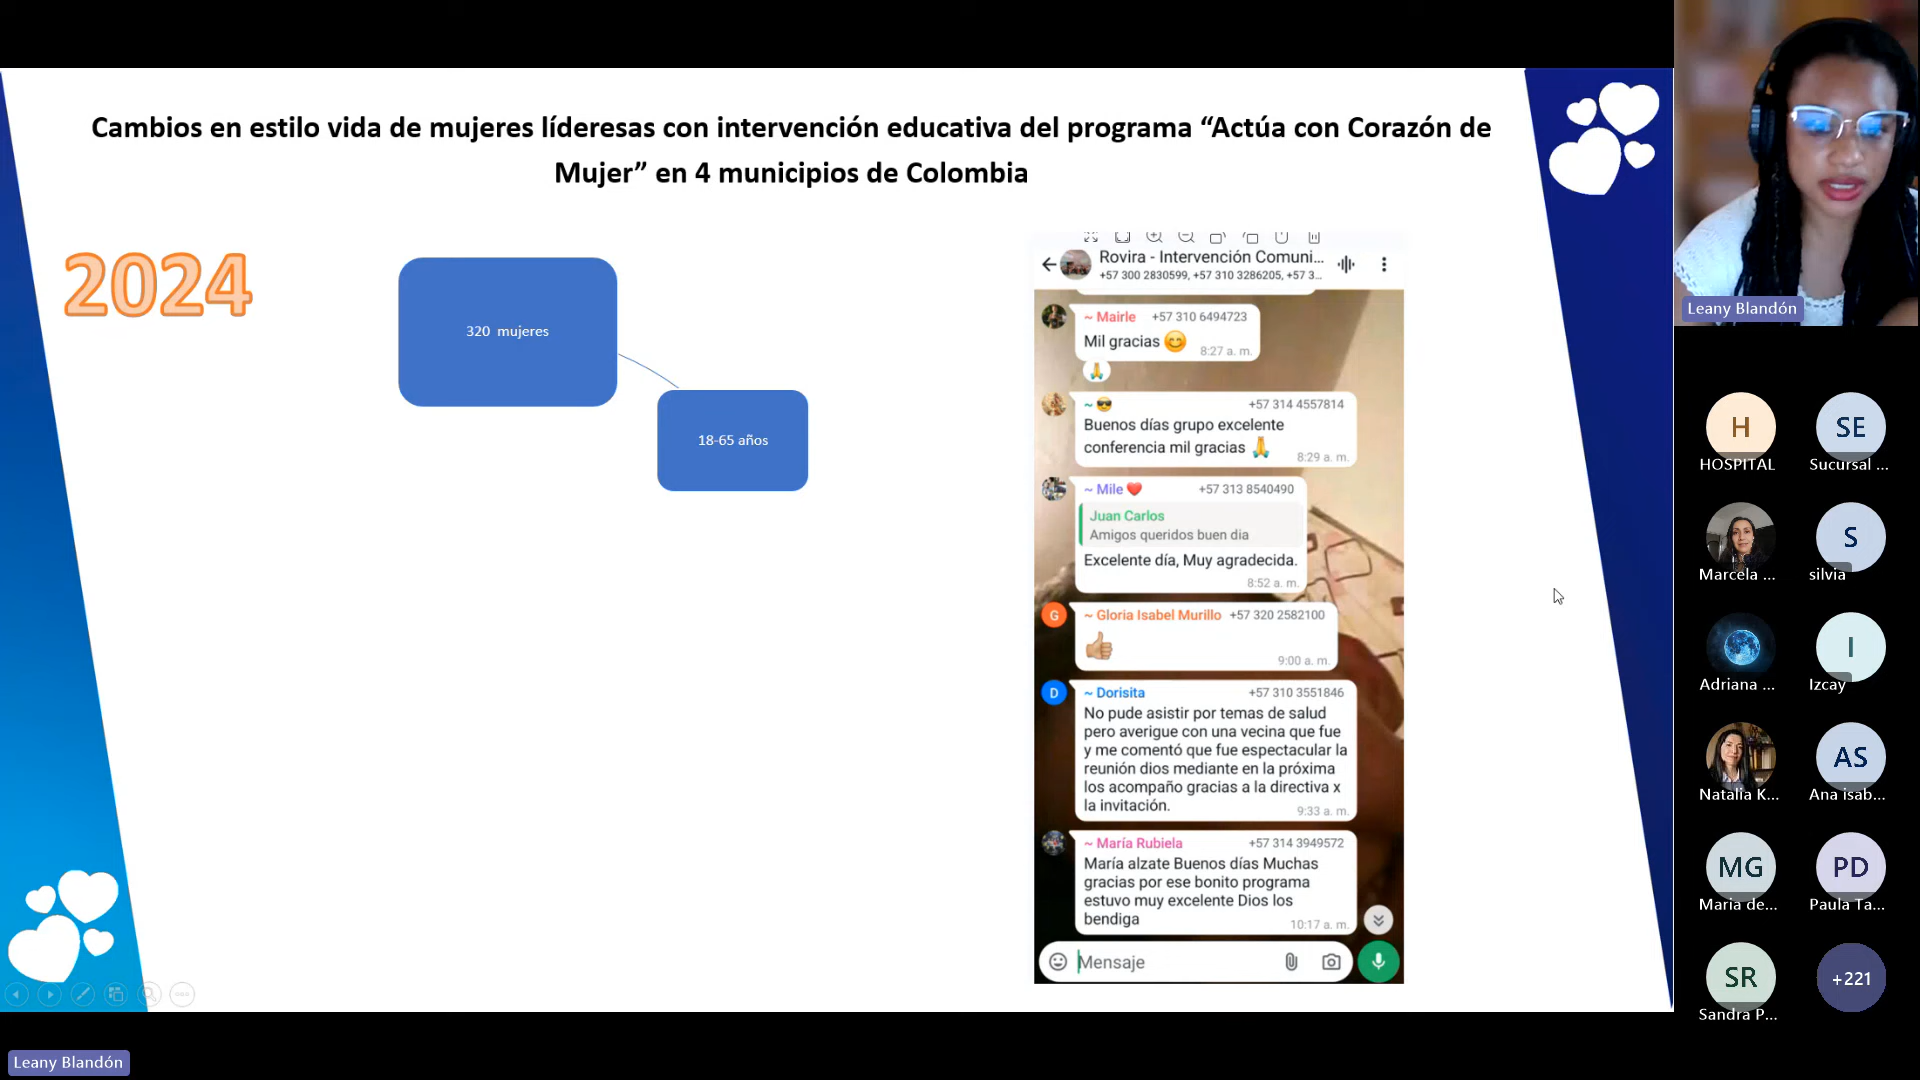 Cambios en estilo vida de mujeres líderesas con intervención educativa del programa “Actúa con Corazón de
Mujer” en 4 municipios de Colombia
2024
320 mujeres
18-65 años
Rovira - Intervención Comuni...
+57 300 2830599, +57 310 3286205, +57 3...
~ Mairle +57 310 6494723
Mil gracias 😊
8:27 a. m.
🙏
~ 😎 +57 314 4557814
Buenos días grupo excelente
conferencia mil gracias 🙏
8:29 a. m.
~ Mile ❤️ +57 313 8540490
Juan Carlos
Amigos queridos buen dia
Excelente día, Muy agradecida.
8:52 a. m.
G
~ Gloria Isabel Murillo +57 320 2582100
👍🏼
9:00 a. m.
D
~ Dorisita +57 310 3551846
No pude asistir por temas de salud
pero averigue con una vecina que fue
y me comentó que fue espectacular la
reunión dios mediante en la próxima
los acompaño gracias a la directiva x
la invitación.
9:33 a. m.
~ María Rubiela +57 314 3949572
María alzate Buenos días Muchas
gracias por ese bonito programa
estuvo muy excelente Dios los
bendiga
10:17 a. m.
Mensaje
Leany Blandón
H
HOSPITAL
SE
Sucursal ...
Marcela ...
S
silvia
Adriana ...
I
Izcay
Natalia K...
AS
Ana isab...
MG
Maria de...
PD
Paula Ta...
SR
Sandra P...
+221
Leany Blandón